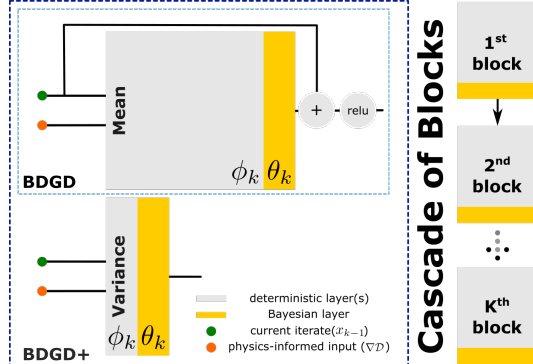 Mean
ϕk θk
+
relu
BDGD
Variance
ϕk θk
BDGD+
deterministic layer(s)
Bayesian layer
current iterate(xk−1)
physics-informed input (∇D)
Cascade of Blocks
1st
block
2nd
block
Kth
block